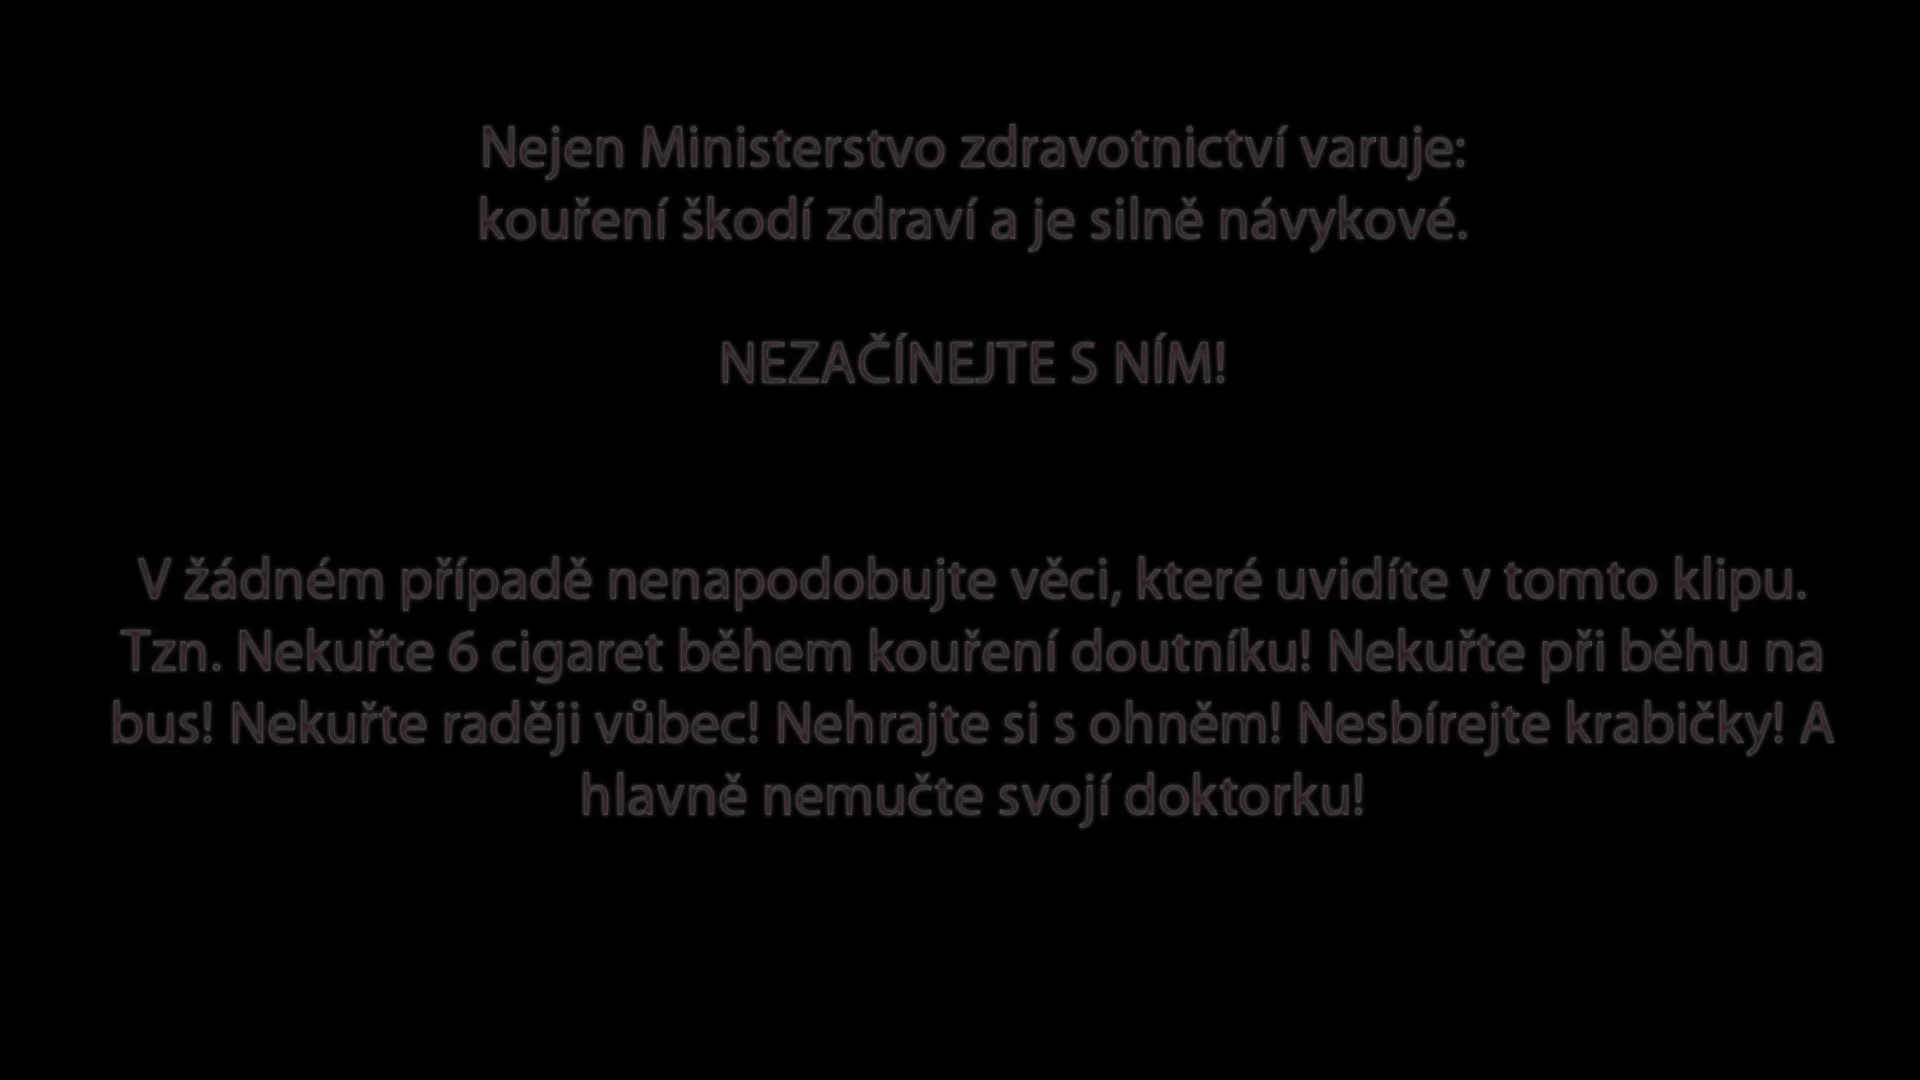 Nejen Ministerstvo zdravotnictví varuje:
kouření škodí zdraví a je silně návykové.
NEZAČÍNEJTE S NÍM!
V žádném případě nenapodobujte věci, které uvidíte v tomto klipu.
Tzn. Nekuřte 6 cigaret během kouření doutníku! Nekuřte při běhu na
bus! Nekuřte raději vůbec! Nehrajte si s ohněm! Nesbírejte krabičky! A
hlavně nemučte svojí doktorku!